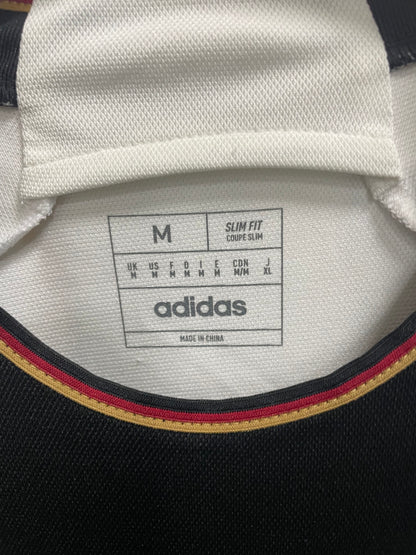 M
SLIM FIT
COUPE SLIM
UK US F D I E CDN J
M M M M M M M/M XL
adidas
MADE IN CHINA